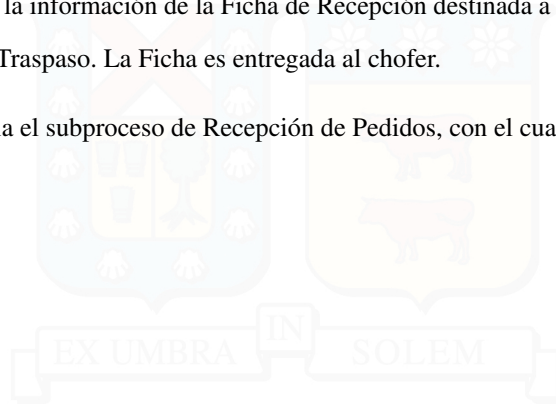 la información de la Ficha de Recepción destinada a
Traspaso. La Ficha es entregada al chofer.
a el subproceso de Recepción de Pedidos, con el cua
EX UMBRA IN SOLEM